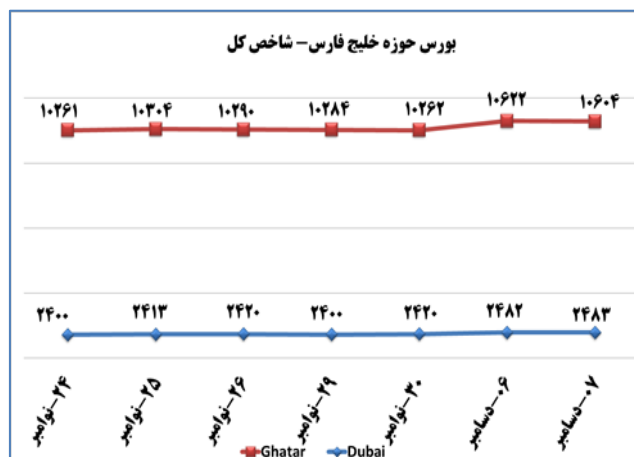 بورس حوزه خلیج فارس- شاخص کل
۱۰۲۶۱ ۱۰۳۰۴ ۱۰۲۹۰ ۱۰۲۸۴ ۱۰۲۶۲ ۱۰۶۲۲ ۱۰۶۰۴
۲۴۰۰ ۲۴۱۳ ۲۴۲۰ ۲۴۰۰ ۲۴۲۰ ۲۴۸۲ ۲۴۸۳
۲۴-نوامبر
۲۵-نوامبر
۲۶-نوامبر
۲۹-نوامبر
۳۰-نوامبر
۰۶-دسامبر
۰۷-دسامبر
Ghatar Dubai